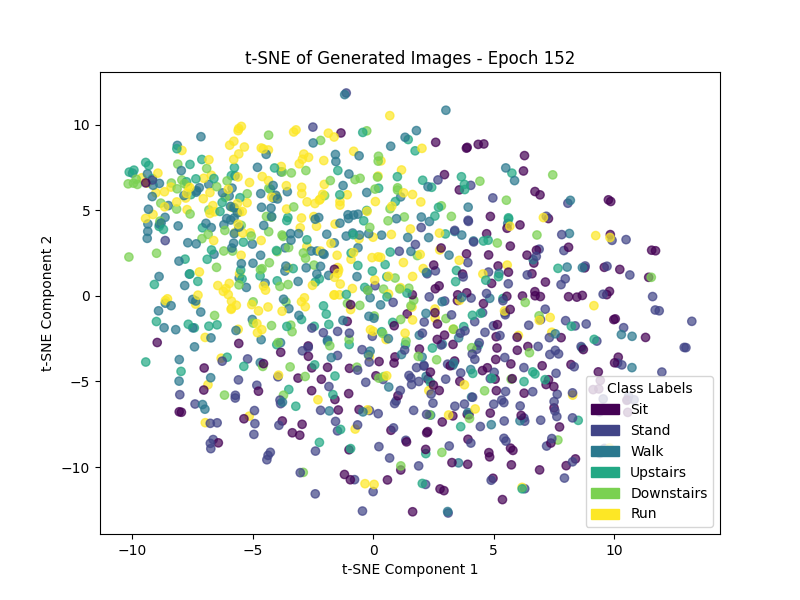 t-SNE of Generated Images - Epoch 152
10
5
0
−5
−10
t-SNE Component 2
−10
−5
0
5
10
t-SNE Component 1
Class Labels
Sit
Stand
Walk
Upstairs
Downstairs
Run